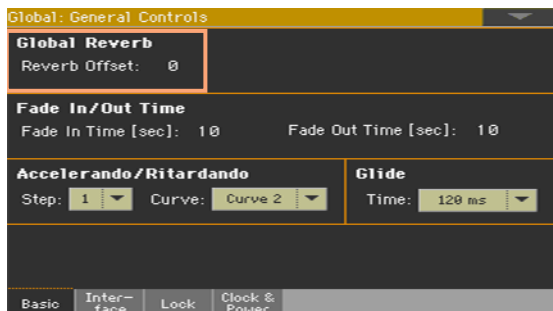 Global: General Controls
Global Reverb
Reverb Offset: 0
Fade In/Out Time
Fade In Time [sec]: 10 Fade Out Time [sec]: 10
Accelerando/Ritardando Glide
Step: 1 Curve: Curve 2 Time: 120 ms
Basic Inter- Lock Clock &
face Power